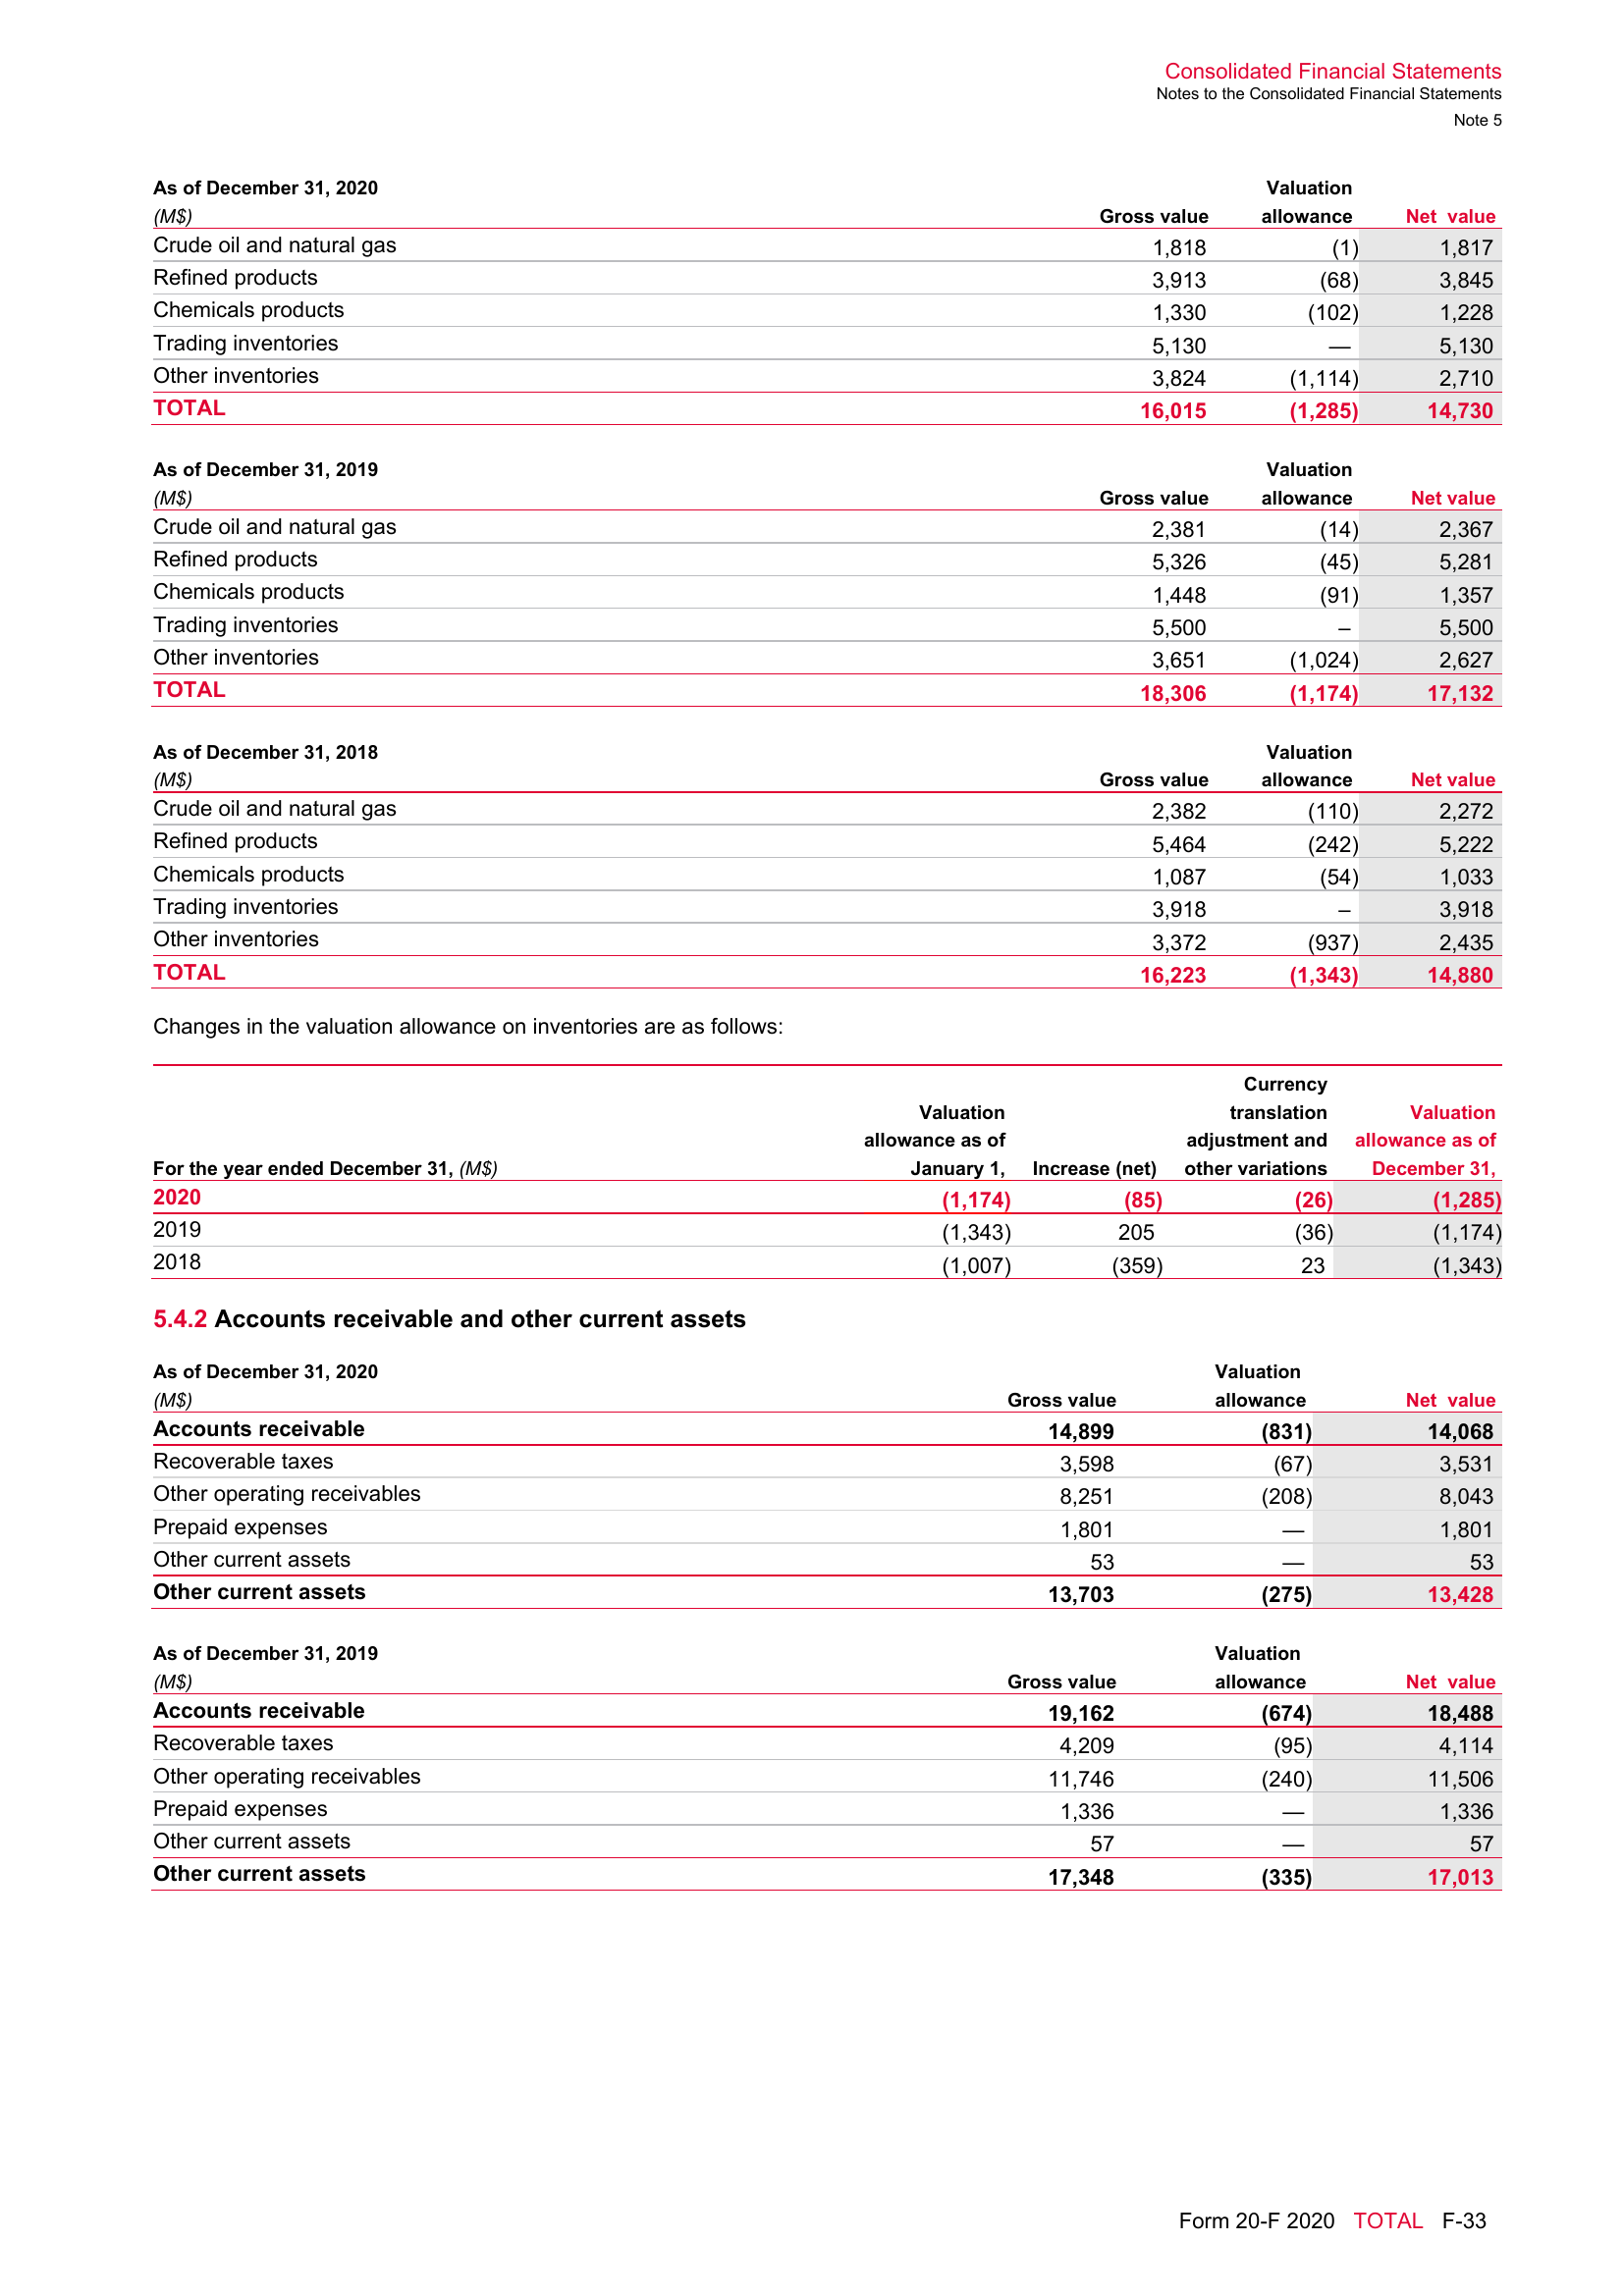 Consolidated Financial Statements
Notes to the Consolidated Financial Statements
Note 5
As of December 31, 2020 Valuation
(M$) Gross value allowance Net value
Crude oil and natural gas 1,818 (1) 1,817
Refined products 3,913 (68) 3,845
Chemicals products 1,330 (102) 1,228
Trading inventories 5,130 — 5,130
Other inventories 3,824 (1,114) 2,710
TOTAL 16,015 (1,285) 14,730
As of December 31, 2019 Valuation
(M$) Gross value allowance Net value
Crude oil and natural gas 2,381 (14) 2,367
Refined products 5,326 (45) 5,281
Chemicals products 1,448 (91) 1,357
Trading inventories 5,500 – 5,500
Other inventories 3,651 (1,024) 2,627
TOTAL 18,306 (1,174) 17,132
As of December 31, 2018 Valuation
(M$) Gross value allowance Net value
Crude oil and natural gas 2,382 (110) 2,272
Refined products 5,464 (242) 5,222
Chemicals products 1,087 (54) 1,033
Trading inventories 3,918 – 3,918
Other inventories 3,372 (937) 2,435
TOTAL 16,223 (1,343) 14,880
Changes in the valuation allowance on inventories are as follows:
Currency
Valuation translation Valuation
allowance as of adjustment and allowance as of
For the year ended December 31, (M$) January 1, Increase (net) other variations December 31,
2020 (1,174) (85) (26) (1,285)
2019 (1,343) 205 (36) (1,174)
2018 (1,007) (359) 23 (1,343)
5.4.2 Accounts receivable and other current assets
As of December 31, 2020 Valuation
(M$) Gross value allowance Net value
Accounts receivable 14,899 (831) 14,068
Recoverable taxes 3,598 (67) 3,531
Other operating receivables 8,251 (208) 8,043
Prepaid expenses 1,801 — 1,801
Other current assets 53 — 53
Other current assets 13,703 (275) 13,428
As of December 31, 2019 Valuation
(M$) Gross value allowance Net value
Accounts receivable 19,162 (674) 18,488
Recoverable taxes 4,209 (95) 4,114
Other operating receivables 11,746 (240) 11,506
Prepaid expenses 1,336 — 1,336
Other current assets 57 — 57
Other current assets 17,348 (335) 17,013
Form 20-F 2020 TOTAL F-33